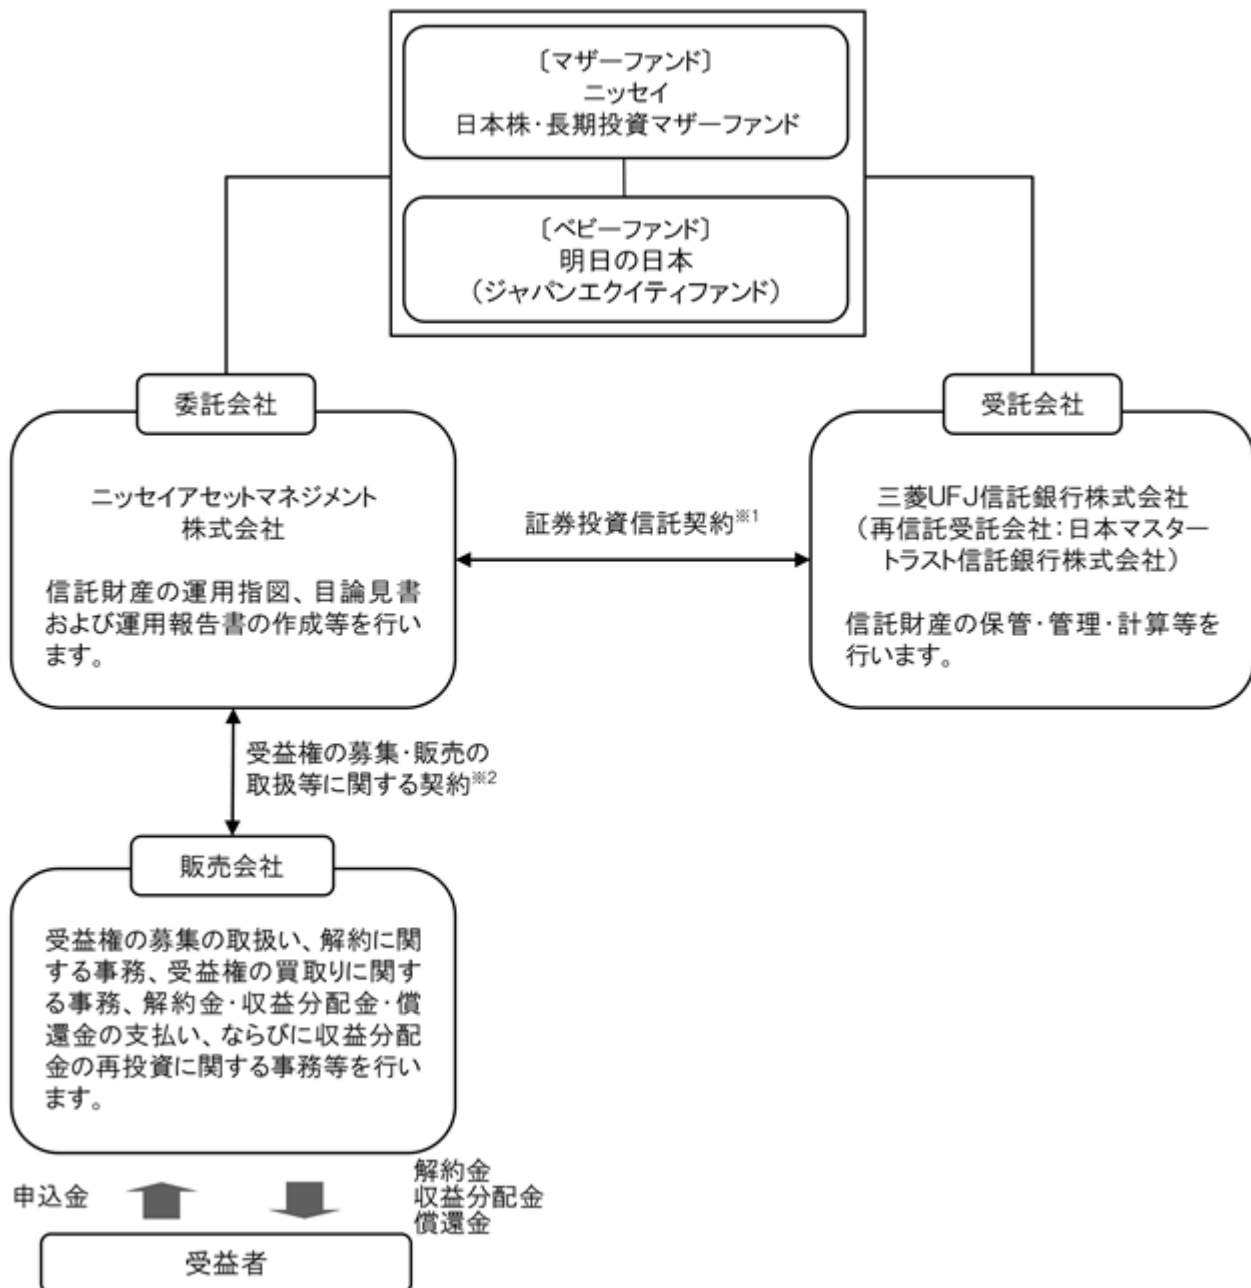 〔マザーファンド〕
ニッセイ
日本株・長期投資マザーファンド
〔ベビーファンド〕
明日の日本
（ジャパンエクイティファンド）
委託会社
ニッセイアセットマネジメント
株式会社
信託財産の運用指図、目論見書
および運用報告書の作成等を行い
ます。
証券投資信託契約※1
受託会社
三菱UFJ信託銀行株式会社
（再信託受託会社：日本マスター
トラスト信託銀行株式会社）
信託財産の保管・管理・計算等を
行います。
受益権の募集・販売の
取扱等に関する契約※2
販売会社
受益権の募集の取扱い、解約に関
する事務、受益権の買取りに関す
る事務、解約金・収益分配金・償
還金の支払い、ならびに収益分配
金の再投資に関する事務等を行い
ます。
申込金
解約金
収益分配金
償還金
受益者